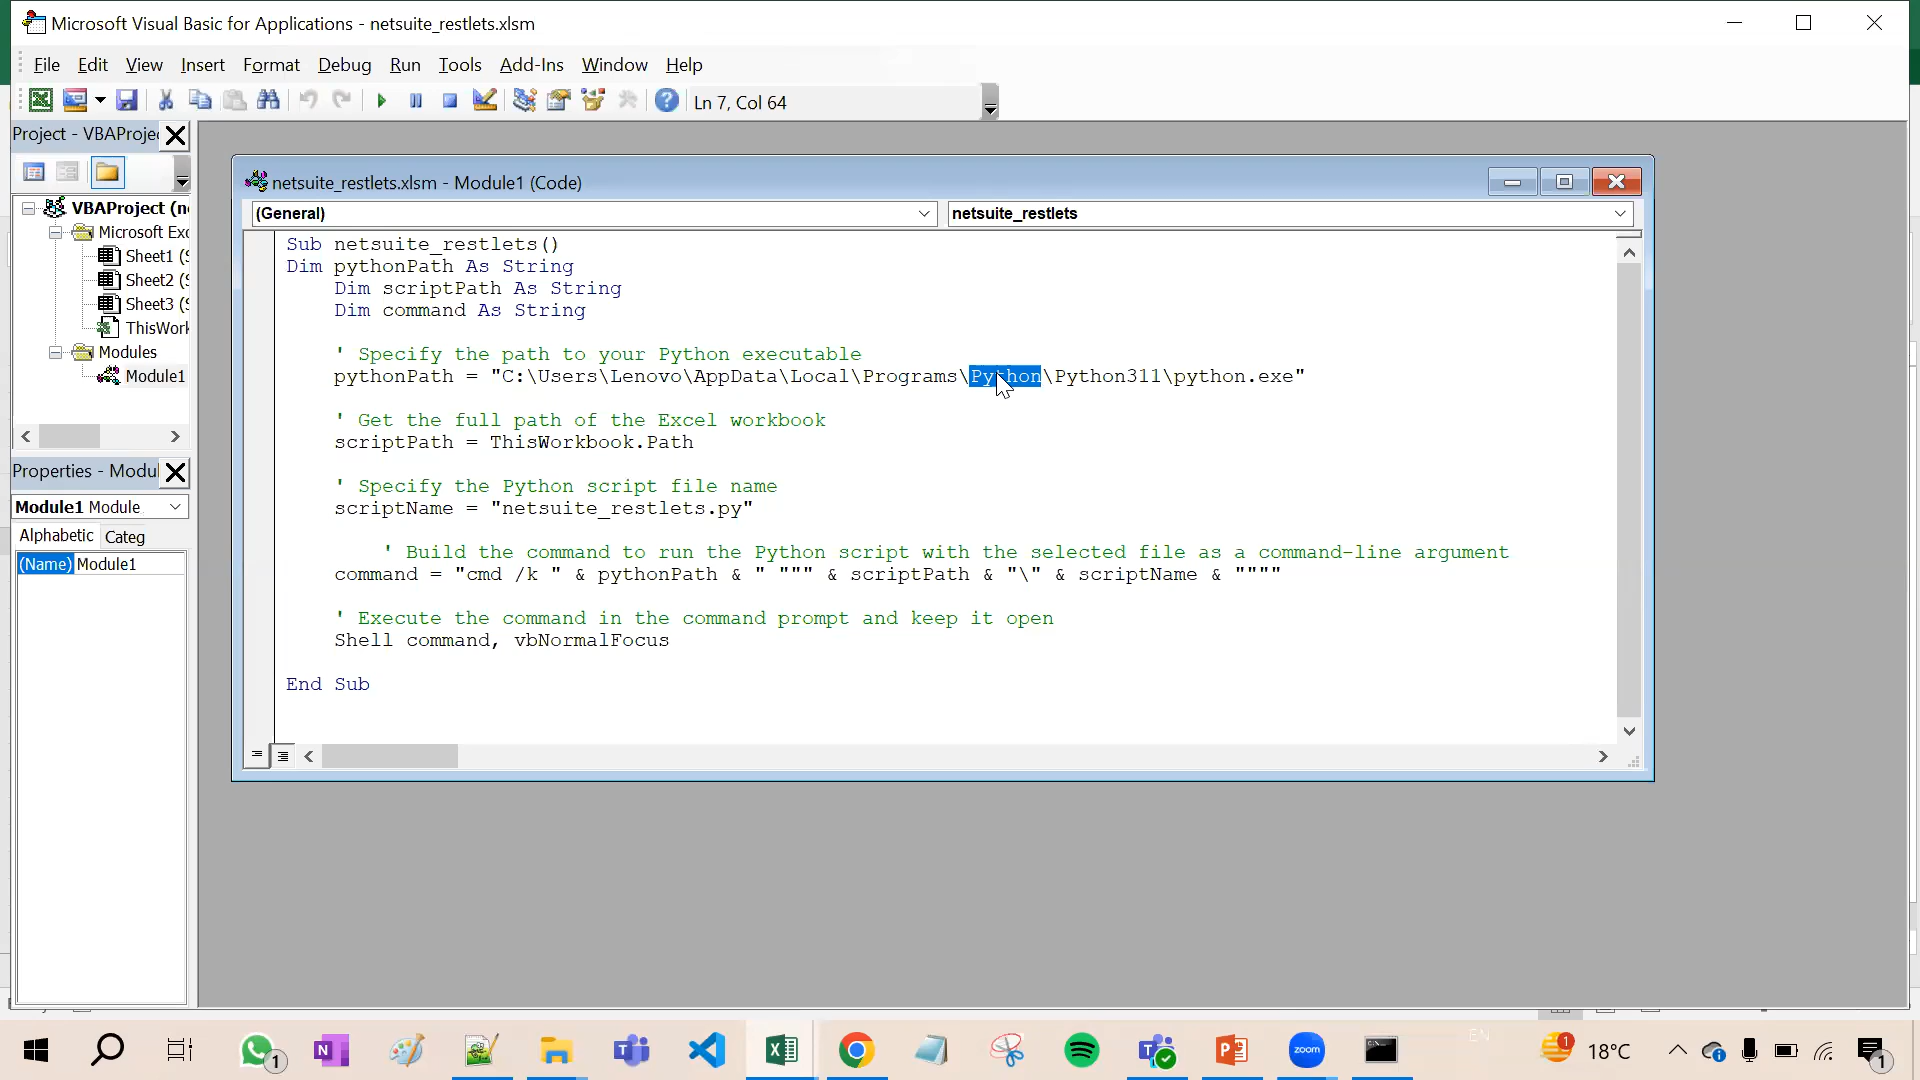 Microsoft Visual Basic for Applications - netsuite_restlets.xlsm
File Edit View Insert Format Debug Run Tools Add-Ins Window Help
Ln 7, Col 64
Project - VBAProje
VBAProject (n
Microsoft Exc
Sheet1 (S
Sheet2 (S
Sheet3 (S
ThisWork
Modules
Module1
Properties - Modul
Module1 Module
Alphabetic Categ
(Name) Module1
netsuite_restlets.xlsm - Module1 (Code)
(General) netsuite_restlets
Sub netsuite_restlets()
Dim pythonPath As String
Dim scriptPath As String
Dim command As String
' Specify the path to your Python executable
pythonPath = "C:\Users\Lenovo\AppData\Local\Programs\Python\Python311\python.exe"
' Get the full path of the Excel workbook
scriptPath = ThisWorkbook.Path
' Specify the Python script file name
scriptName = "netsuite_restlets.py"
' Build the command to run the Python script with the selected file as a command-line argument
command = "cmd /k " & pythonPath & " """ & scriptPath & "\" & scriptName & """"
' Execute the command in the command prompt and keep it open
Shell command, vbNormalFocus
End Sub
1 zoom EN 1 18°C 1